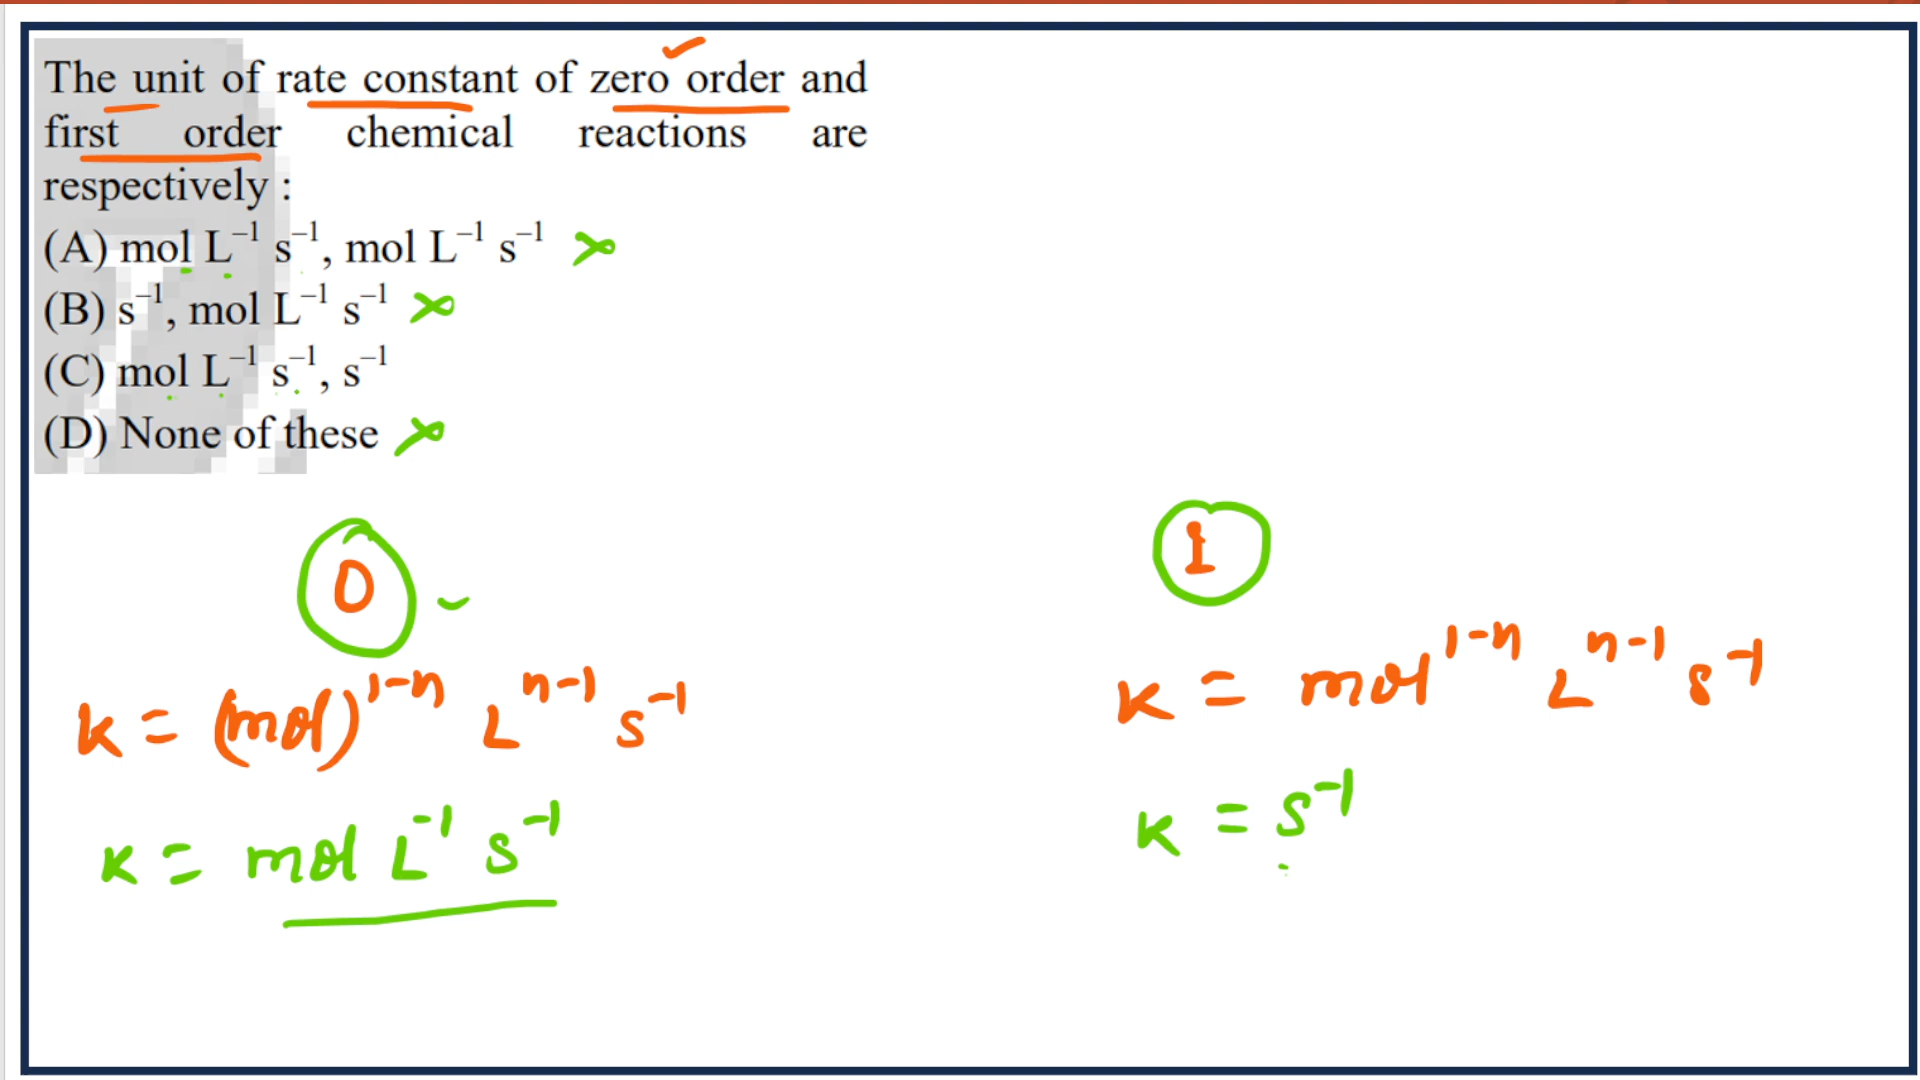 The unit of rate constant of zero order and
first order chemical reactions are
respectively :
(A) mol L⁻¹ s⁻¹, mol L⁻¹ s⁻¹
(B) s⁻¹, mol L⁻¹ s⁻¹
(C) mol L⁻¹ s⁻¹, s⁻¹
(D) None of these
0
K = (mol)¹⁻ⁿ Lⁿ⁻¹ s⁻¹
K = mol L⁻¹ s⁻¹
1
K = mol¹⁻ⁿ Lⁿ⁻¹ s⁻¹
K = s⁻¹